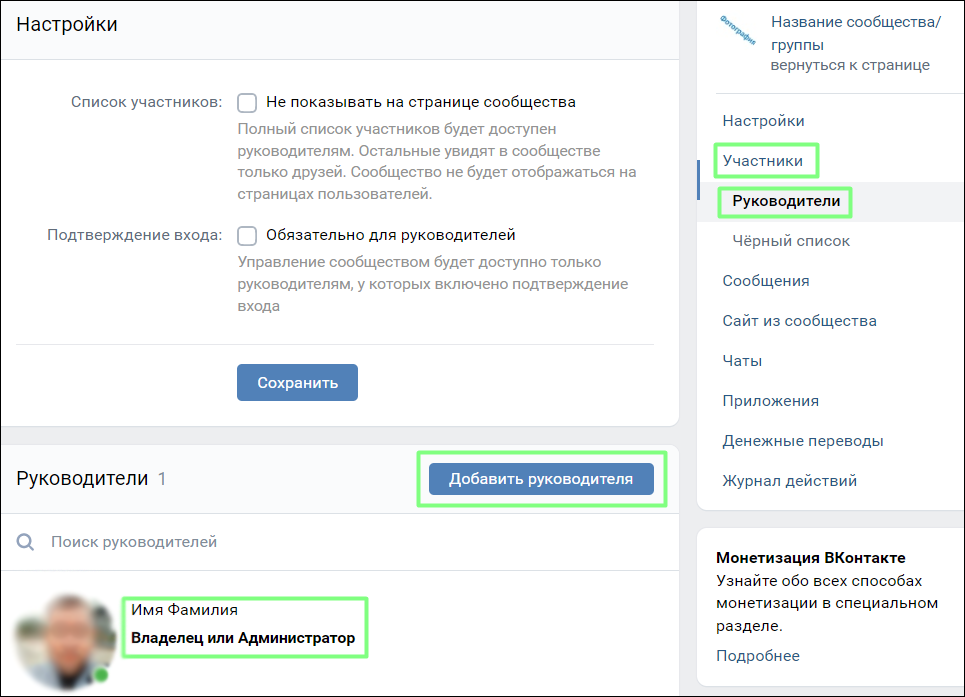 Настройки
Список участников:
Не показывать на странице сообщества
Полный список участников будет доступен
руководителям. Остальные увидят в сообществе
только друзей. Сообщество не будет отображаться на
страницах пользователей.
Подтверждение входа:
Обязательно для руководителей
Управление сообществом будет доступно только
руководителям, у которых включено подтверждение
входа
Сохранить
Руководители 1
Добавить руководителя
Поиск руководителей
Имя Фамилия
Владелец или Администратор
Фотография
Название сообщества/
группы
вернуться к странице
Настройки
Участники
Руководители
Чёрный список
Сообщения
Сайт из сообщества
Чаты
Приложения
Денежные переводы
Журнал действий
Монетизация ВКонтакте
Узнайте обо всех способах
монетизации в специальном
разделе.
Подробнее